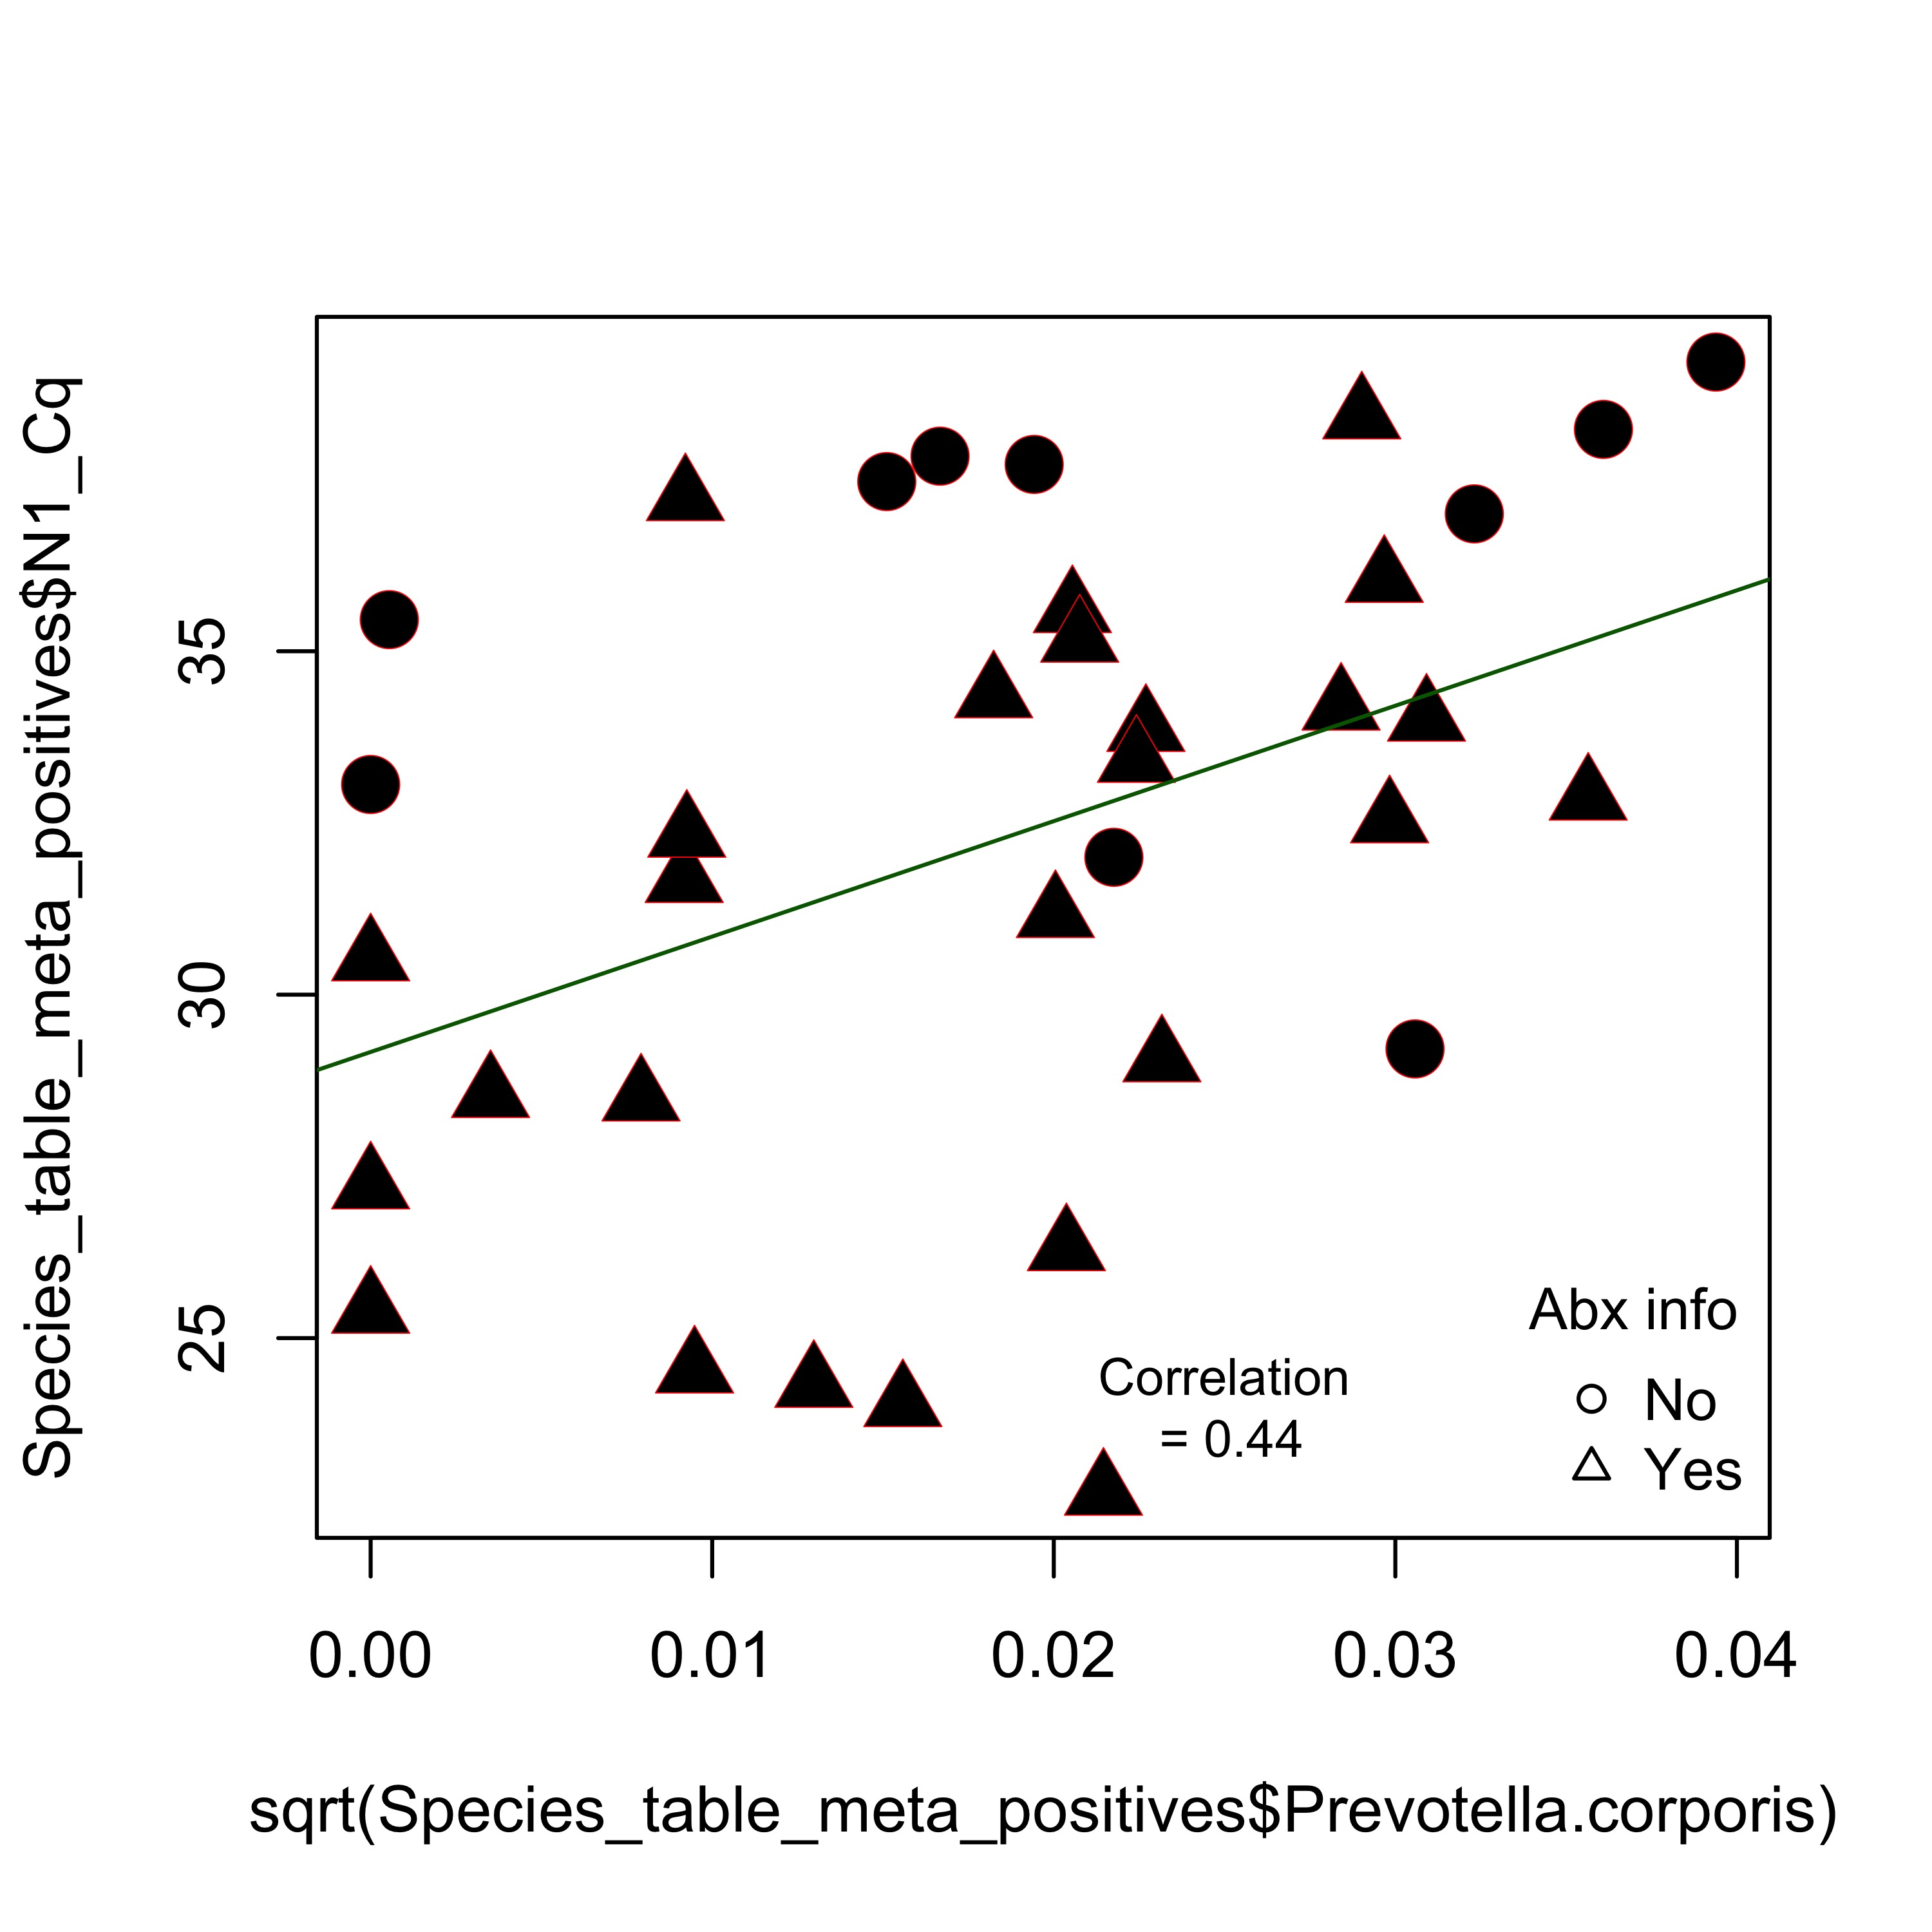 Species_table_meta_positives$N1_Cq
35
30
25
Abx info
Correlation
= 0.44
No
Yes
0.00 0.01 0.02 0.03 0.04
sqrt(Species_table_meta_positives$Prevotella.corporis)